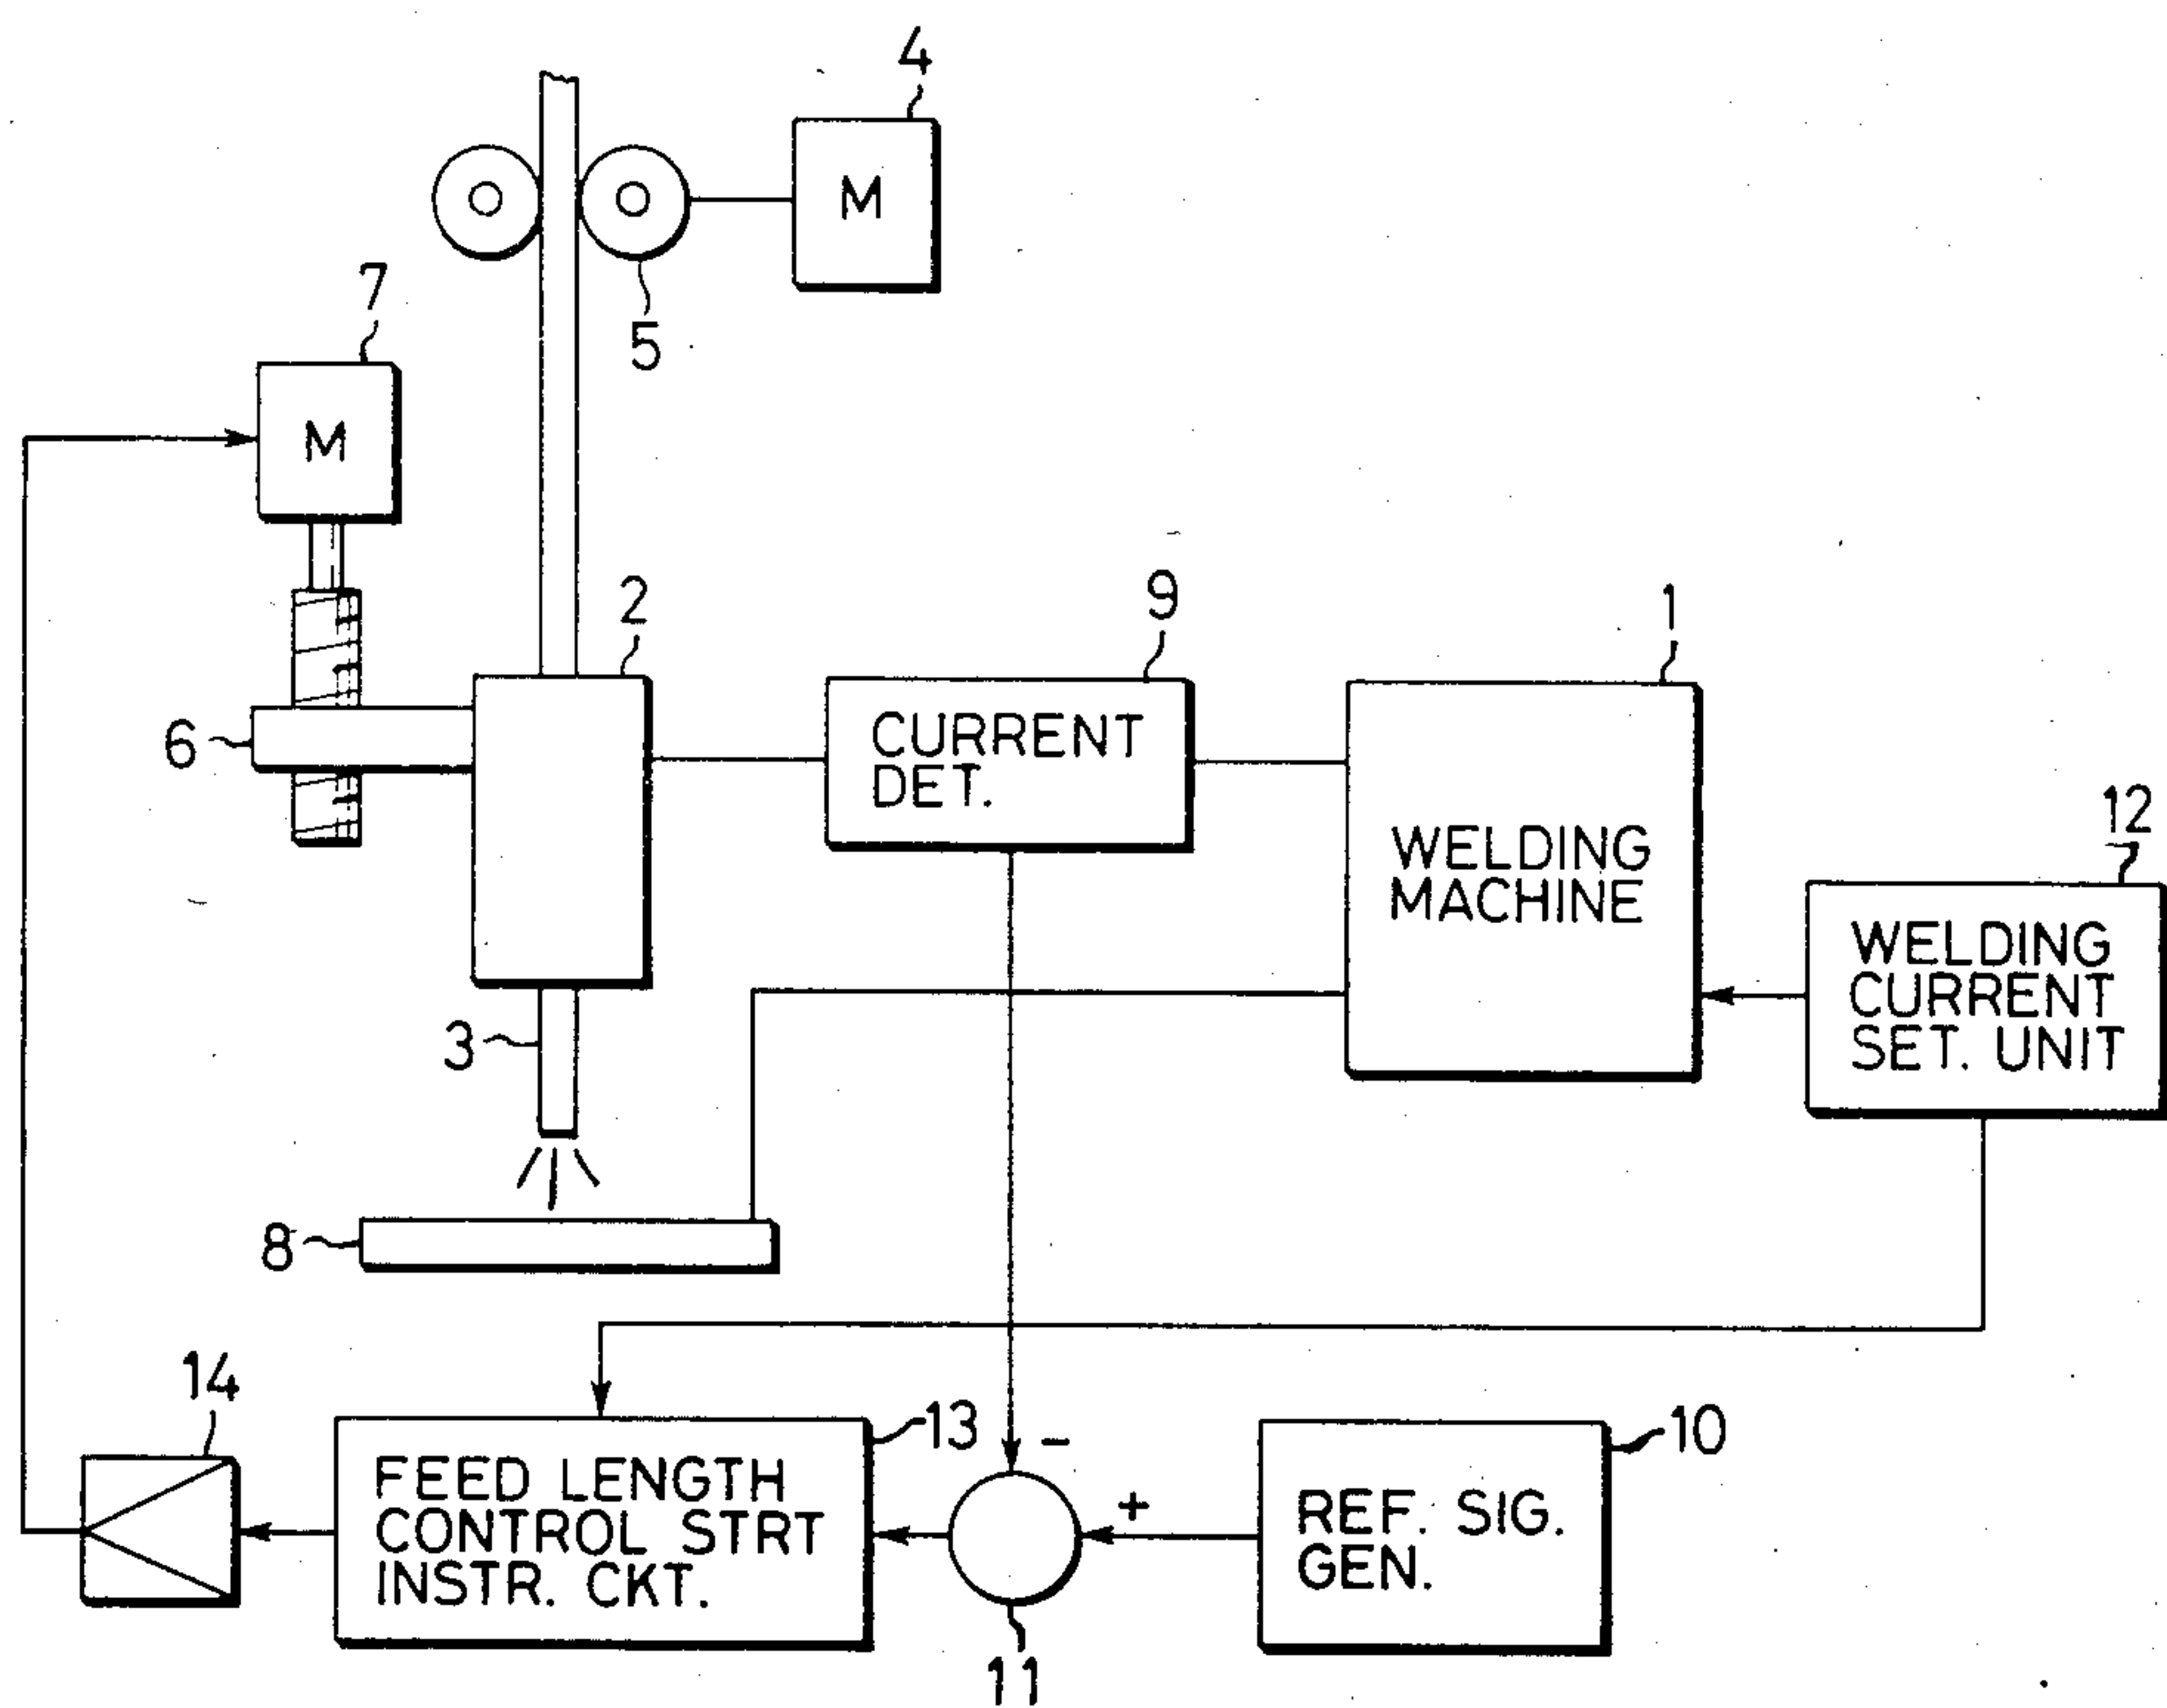 4
M
5
7
M
2
9
1
6
CURRENT
DET.
12
WELDING
MACHINE
WELDING
CURRENT
SET. UNIT
3
8
14
13
-
10
FEED LENGTH
CONTROL STRT
INSTR. CKT.
+
REF. SIG.
GEN.
11